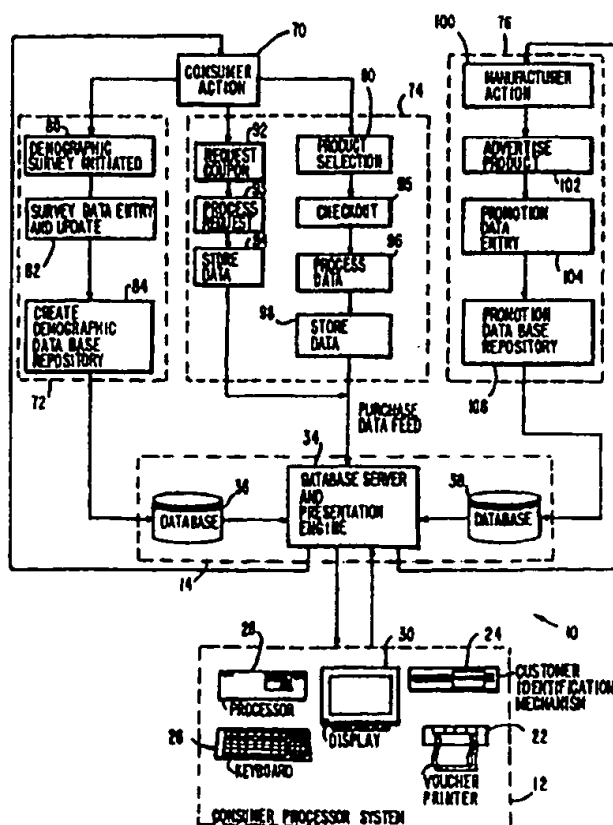 70
CONSUMER
ACTION
100
76
MANUFACTURER
ACTION
ADVERTISE
PRODUCT
102
PROMOTION
DATA
ENTRY
104
PROMOTION
DATA BASE
REPOSITORY
108
80
DEMOGRAPHIC
SURVEY INITIATED
SURVEY DATA ENTRY
AND UPDATE
82
84
CREATE
DEMOGRAPHIC
DATA BASE
REPOSITORY
72
92
REQUEST
COUPON
93
PROCESS
REQUEST
94
STORE
DATA
90
74
PRODUCT
SELECTION
95
CHECKOUT
96
PROCESS
DATA
98
STORE
DATA
PURCHASE
DATA FEED
34
DATABASE SERVER
AND
PRESENTATION
ENGINE
36
DATABASE
38
DATABASE
14
10
28
PROCESSOR
30
DISPLAY
24
CUSTOMER
IDENTIFICATION
MECHANISM
26
KEYBOARD
22
VOUCHER
PRINTER
12
CONSUMER PROCESSOR SYSTEM